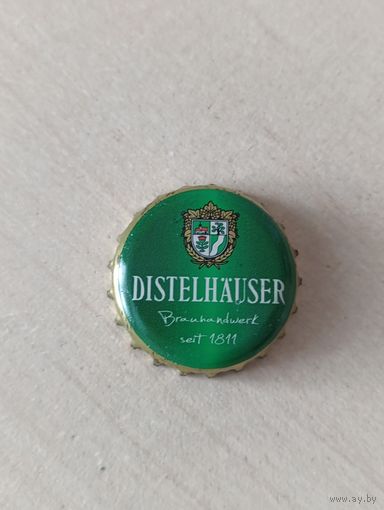 DISTELHÄUSER
Brauhandwerk
seit 1811
www.ay.by